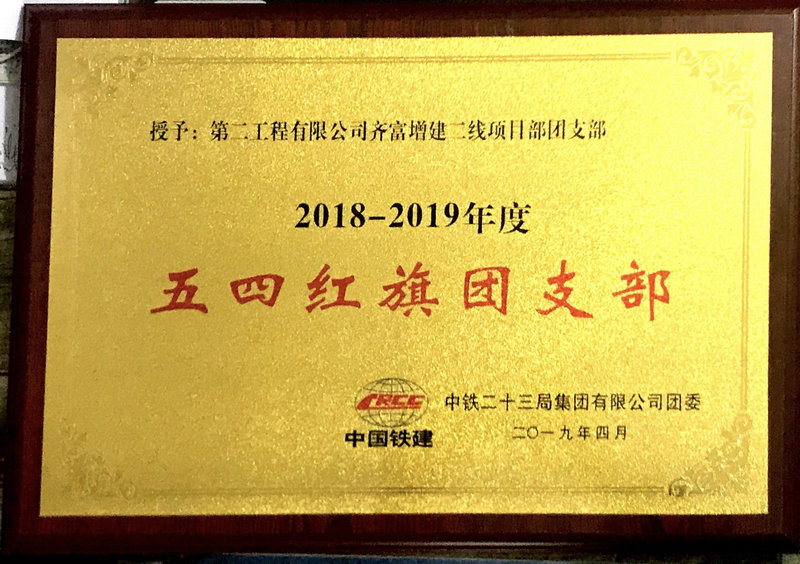 授予：第二工程有限公司齐富增建二线项目部团支部
2018-2019年度
五四红旗团支部
CRCC
中国铁建
中铁二十三局集团有限公司团委
二〇一九年四月